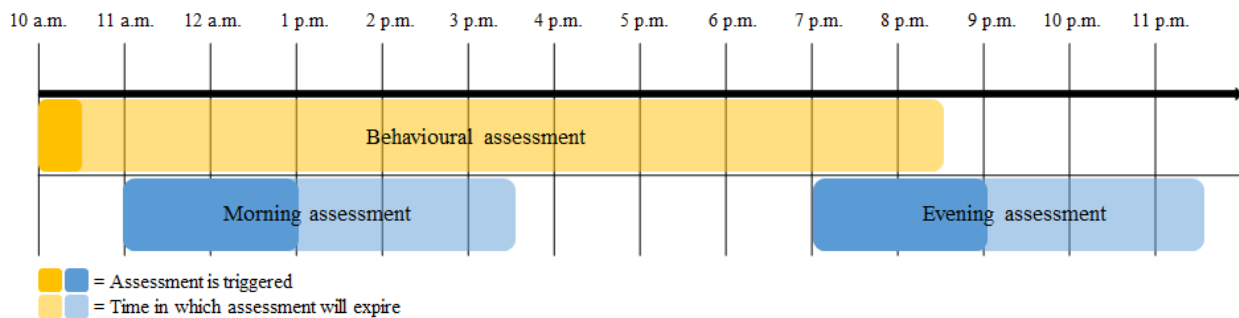 10 a.m. 11 a.m. 12 a.m. 1 p.m. 2 p.m. 3 p.m. 4 p.m. 5 p.m. 6 p.m. 7 p.m. 8 p.m. 9 p.m. 10 p.m. 11 p.m.
Behavioural assessment
Morning assessment Evening assessment
= Assessment is triggered
= Time in which assessment will expire